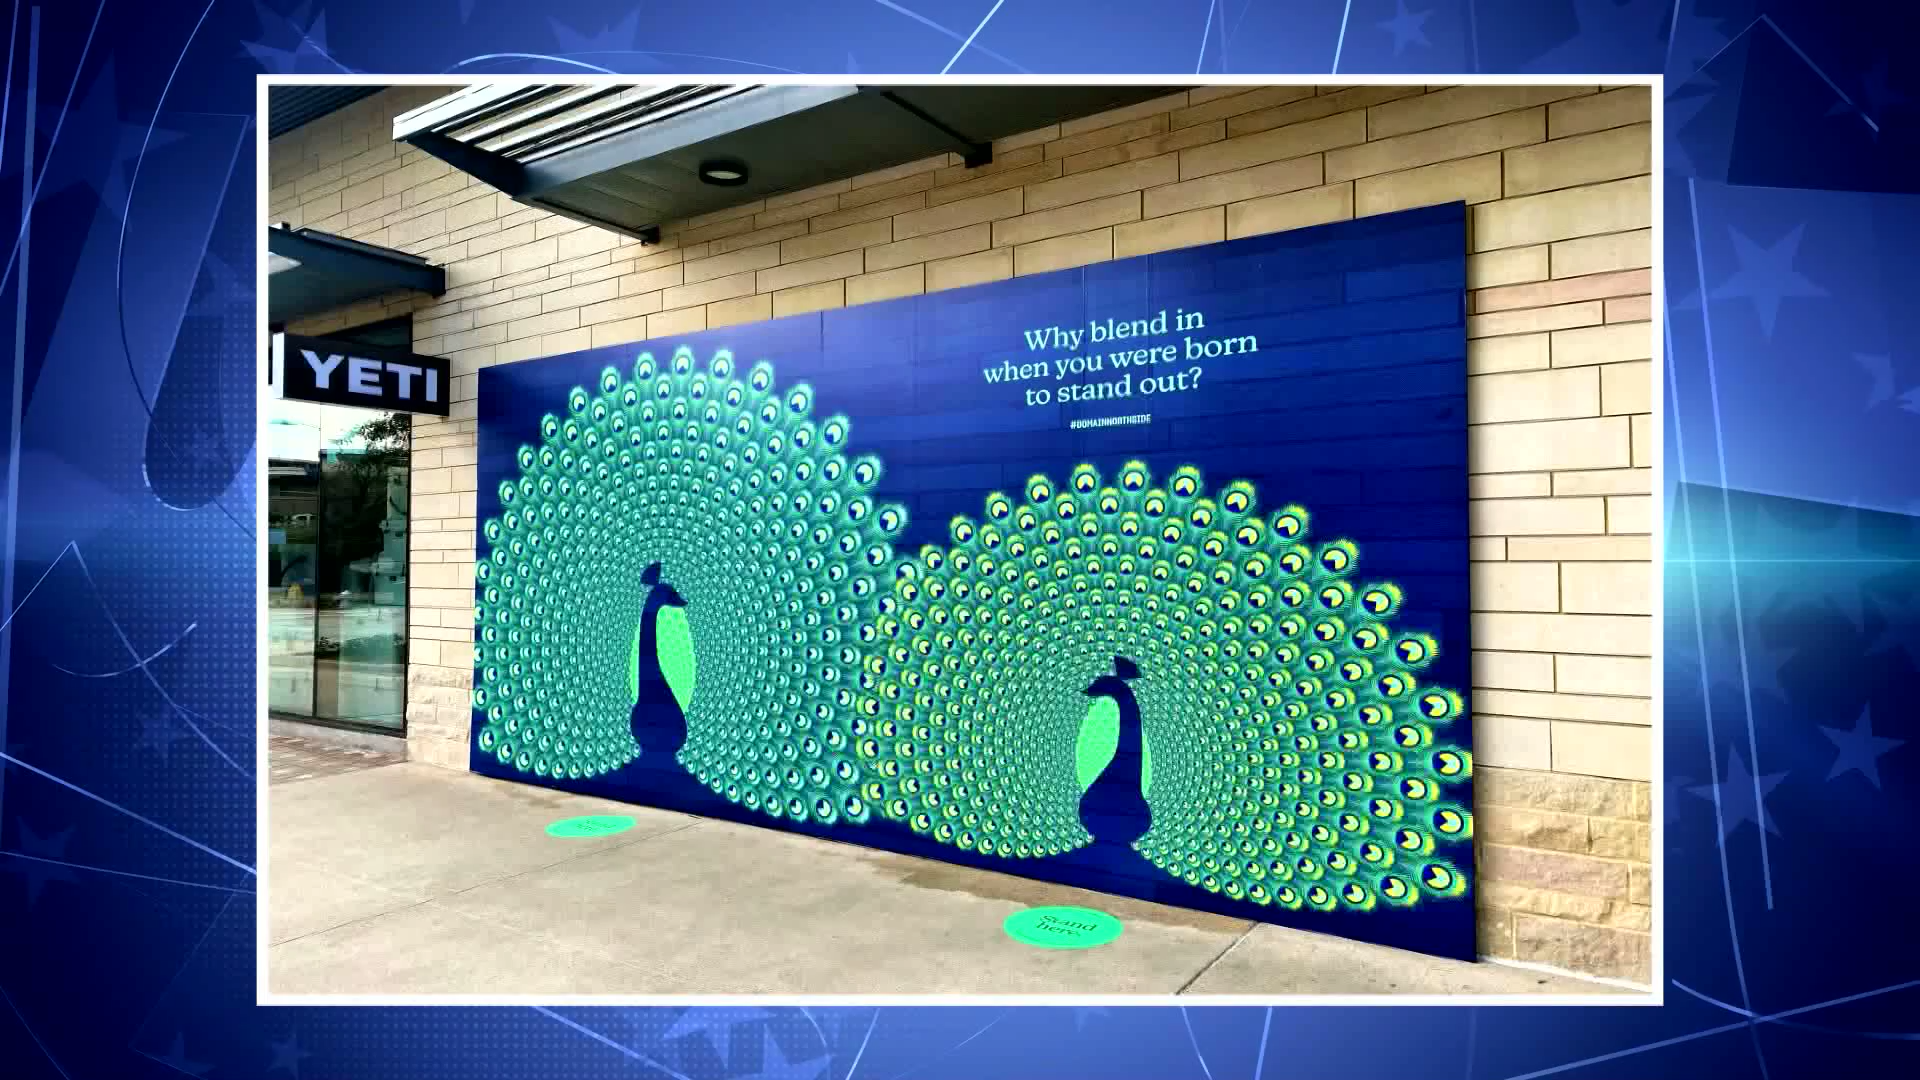 YETI
Why blend in
when you were born
to stand out?
#DOMAINNORTHSIDE
Stand
here.